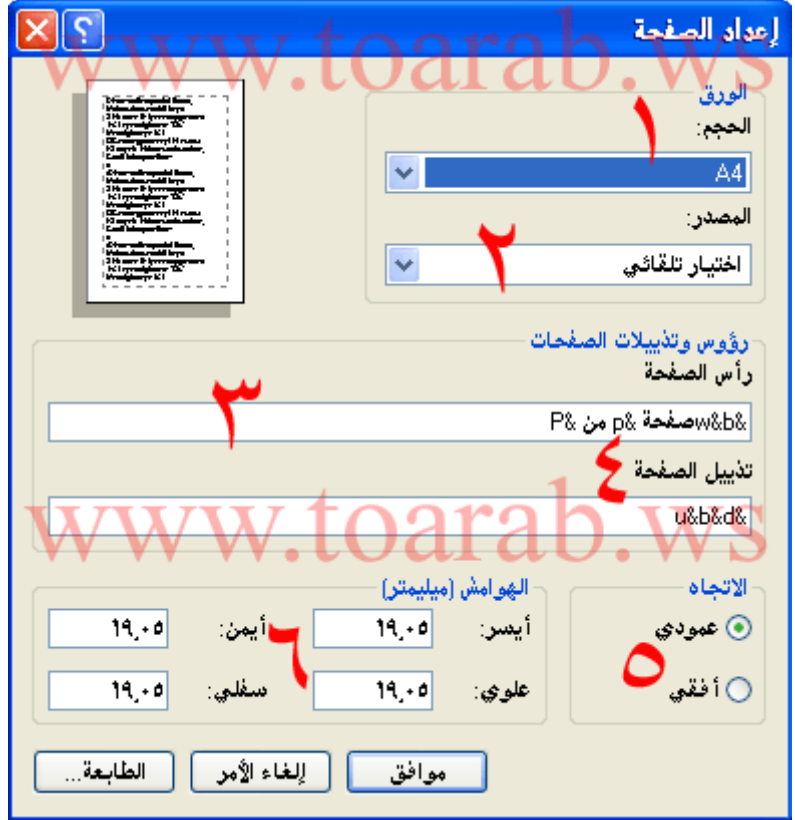 إعداد الصفحة
www.toarab.ws
الورق
الحجم:
١
A4
المصدر:
٢
اختيار تلقائي
رؤوس وتذييلات الصفحات
رأس الصفحة
٣
&w&bصفحة &p من &P
تذييل الصفحة
٤
www.toarab.ws
&u&b&d
الاتجاه
الهوامش (ميليمتر)
عمودي
أيسر: ١٩,٠٥ أيمن: ١٩,٠٥
٥ ٦
أفقي
علوي: ١٩,٠٥ سفلي: ١٩,٠٥
موافق إلغاء الأمر الطابعة...